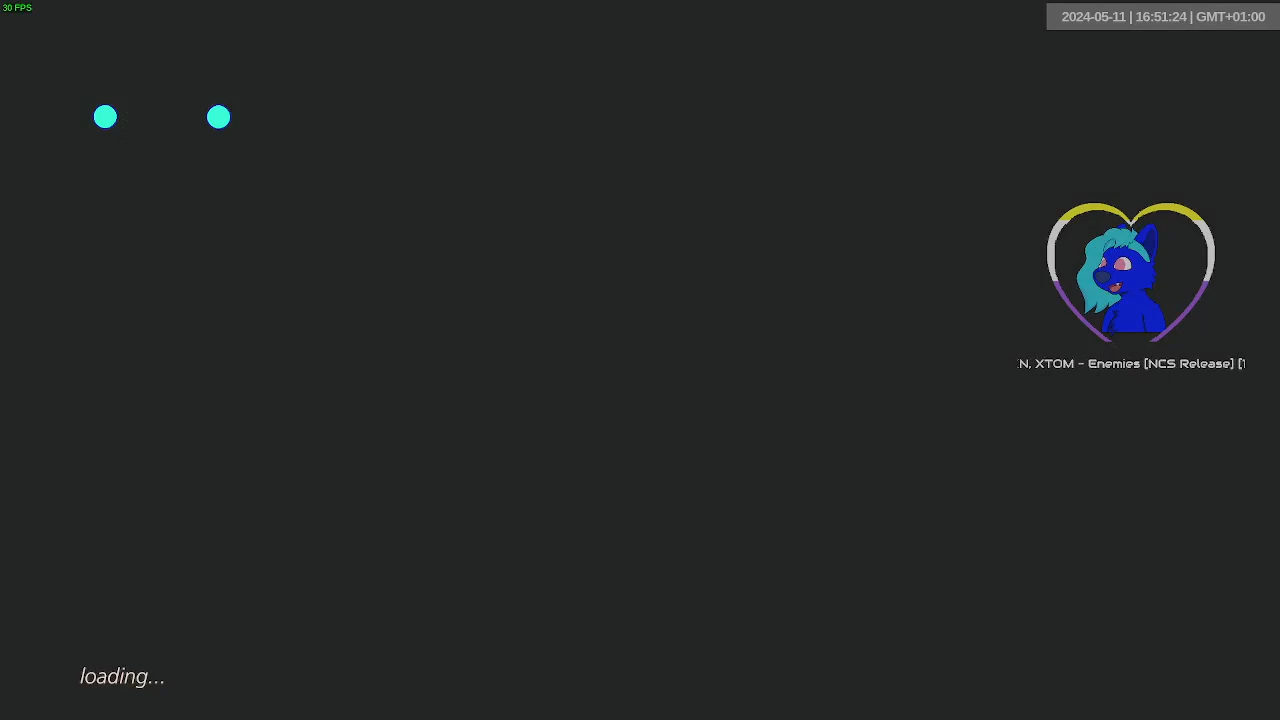 30 FPS
2024-05-11 | 16:51:24 | GMT+01:00
XTOM - Enemies [NCS Release]
loading...